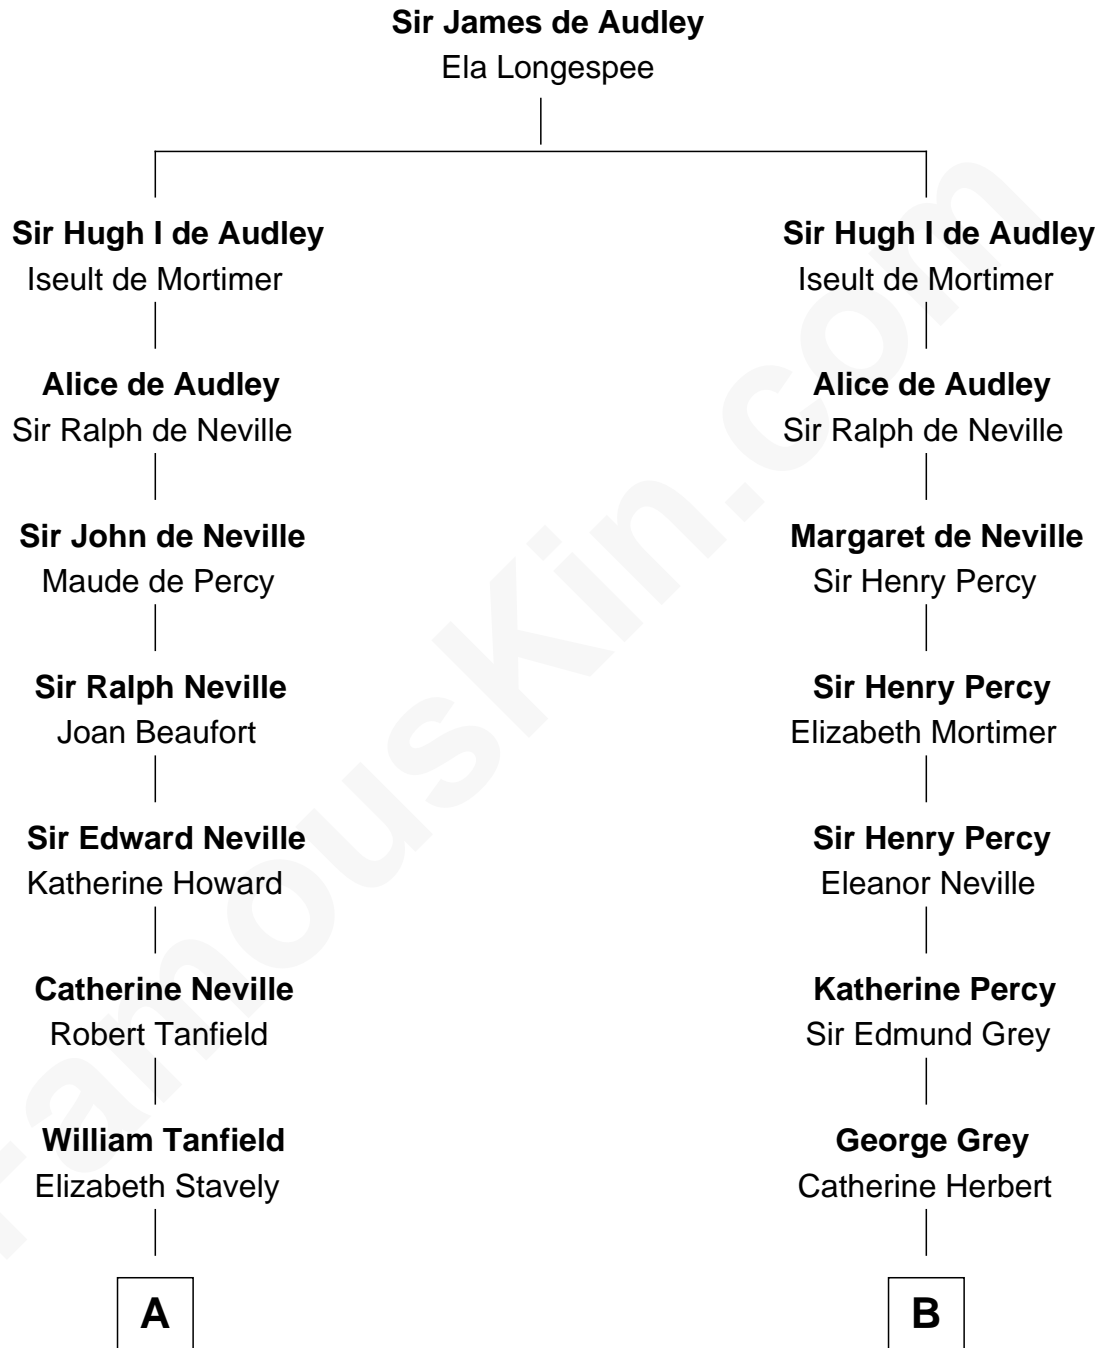 Sir James de Audley
Ela Longespee
Sir Hugh I de Audley
Iseult de Mortimer
Sir Hugh I de Audley
Iseult de Mortimer
Alice de Audley
Sir Ralph de Neville
Alice de Audley
Sir Ralph de Neville
Sir John de Neville
Maude de Percy
Margaret de Neville
Sir Henry Percy
Sir Ralph Neville
Joan Beaufort
Sir Henry Percy
Elizabeth Mortimer
Sir Edward Neville
Katherine Howard
Sir Henry Percy
Eleanor Neville
Catherine Neville
Robert Tanfield
Katherine Percy
Sir Edmund Grey
William Tanfield
Elizabeth Stavely
George Grey
Catherine Herbert
A
B
FamousKin.com